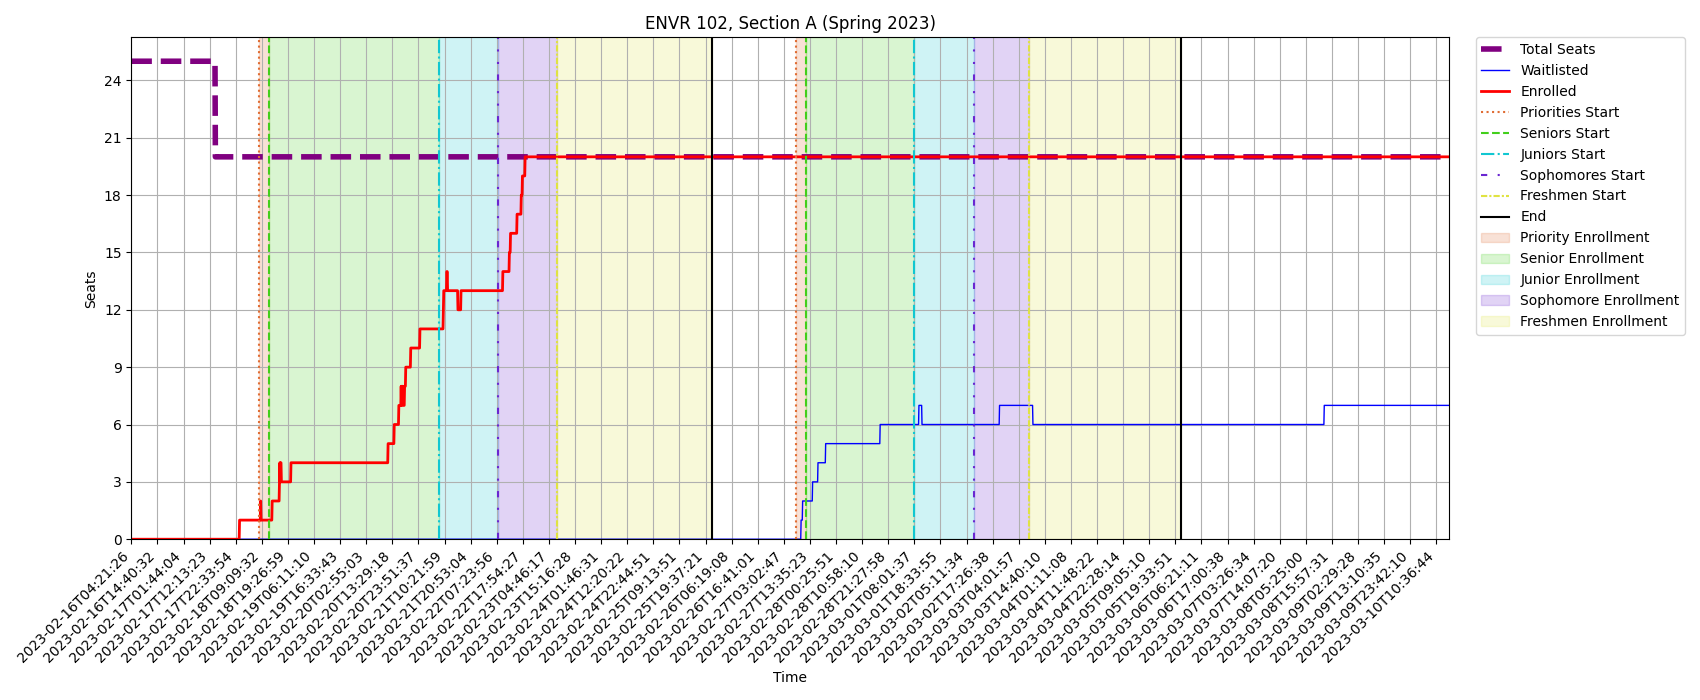 ENVR 102, Section A (Spring 2023)
Total Seats
Waitlisted
Enrolled
Priorities Start
Seniors Start
Juniors Start
Sophomores Start
Freshmen Start
End
Priority Enrollment
Senior Enrollment
Junior Enrollment
Sophomore Enrollment
Freshmen Enrollment
Seats
24
21
18
15
12
9
6
3
0
2023-02-16T04:21:26
2023-02-16T14:40:32
2023-02-17T01:44:04
2023-02-17T12:13:23
2023-02-17T22:33:54
2023-02-18T09:09:32
2023-02-18T19:26:59
2023-02-19T06:11:10
2023-02-19T16:33:43
2023-02-20T02:55:03
2023-02-20T13:29:18
2023-02-20T23:51:37
2023-02-21T10:21:59
2023-02-21T20:53:04
2023-02-22T07:23:56
2023-02-22T17:54:27
2023-02-23T04:46:17
2023-02-23T15:16:28
2023-02-24T01:46:31
2023-02-24T12:20:22
2023-02-24T22:44:51
2023-02-25T09:13:51
2023-02-25T19:37:21
2023-02-26T06:19:08
2023-02-26T16:41:01
2023-02-27T03:02:47
2023-02-27T13:35:23
2023-02-28T00:25:51
2023-02-28T10:58:10
2023-02-28T21:27:58
2023-03-01T08:01:37
2023-03-01T18:33:55
2023-03-02T05:11:34
2023-03-02T17:26:38
2023-03-03T04:01:57
2023-03-03T14:40:10
2023-03-04T01:11:08
2023-03-04T11:48:22
2023-03-04T22:28:14
2023-03-05T09:05:10
2023-03-05T19:33:51
2023-03-06T06:21:11
2023-03-06T17:00:38
2023-03-07T03:26:34
2023-03-07T14:07:20
2023-03-08T05:25:00
2023-03-08T15:57:31
2023-03-09T02:29:28
2023-03-09T13:10:35
2023-03-09T23:42:10
2023-03-10T10:36:44
Time